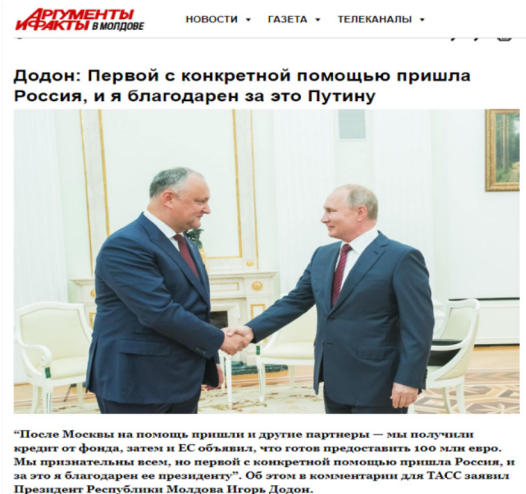 АРГУМЕНТЫ
И ФАКТЫ В МОЛДОВЕ
НОВОСТИ
ГАЗЕТА
ТЕЛЕКАНАЛЫ
Додон: Первой с конкретной помощью пришла
Россия, и я благодарен за это Путину
“После Москвы на помощь пришли и другие партнеры — мы получили
кредит от фонда, затем и ЕС объявил, что готов предоставить 100 млн евро.
Мы признательны всем, но первой с конкретной помощью пришла Россия, и
за это я благодарен ее президенту”. Об этом в комментарии для ТАСС заявил
Президент Республики Молдова Игорь Додон.